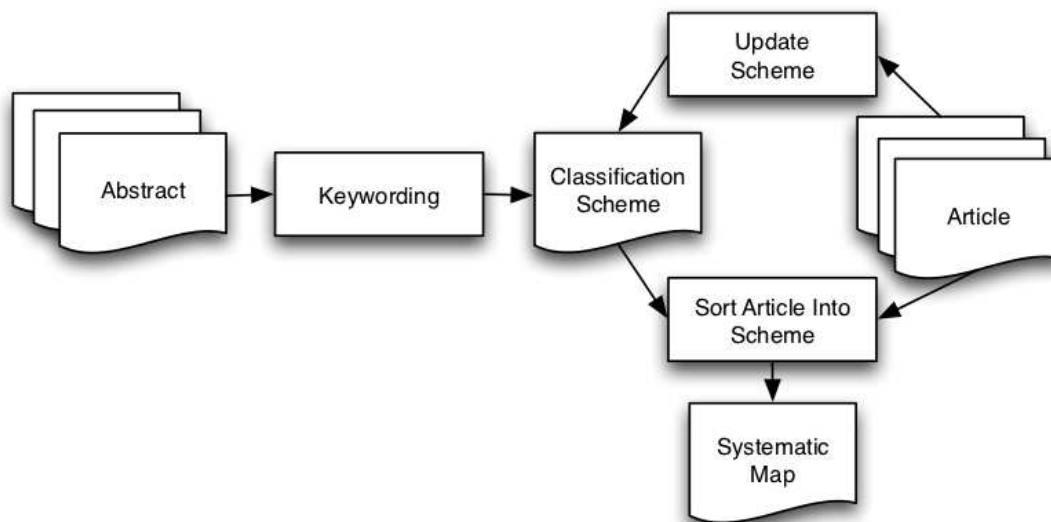 Update
Scheme
Abstract
Keywording
Classification
Scheme
Article
Sort Article Into
Scheme
Systematic
Map